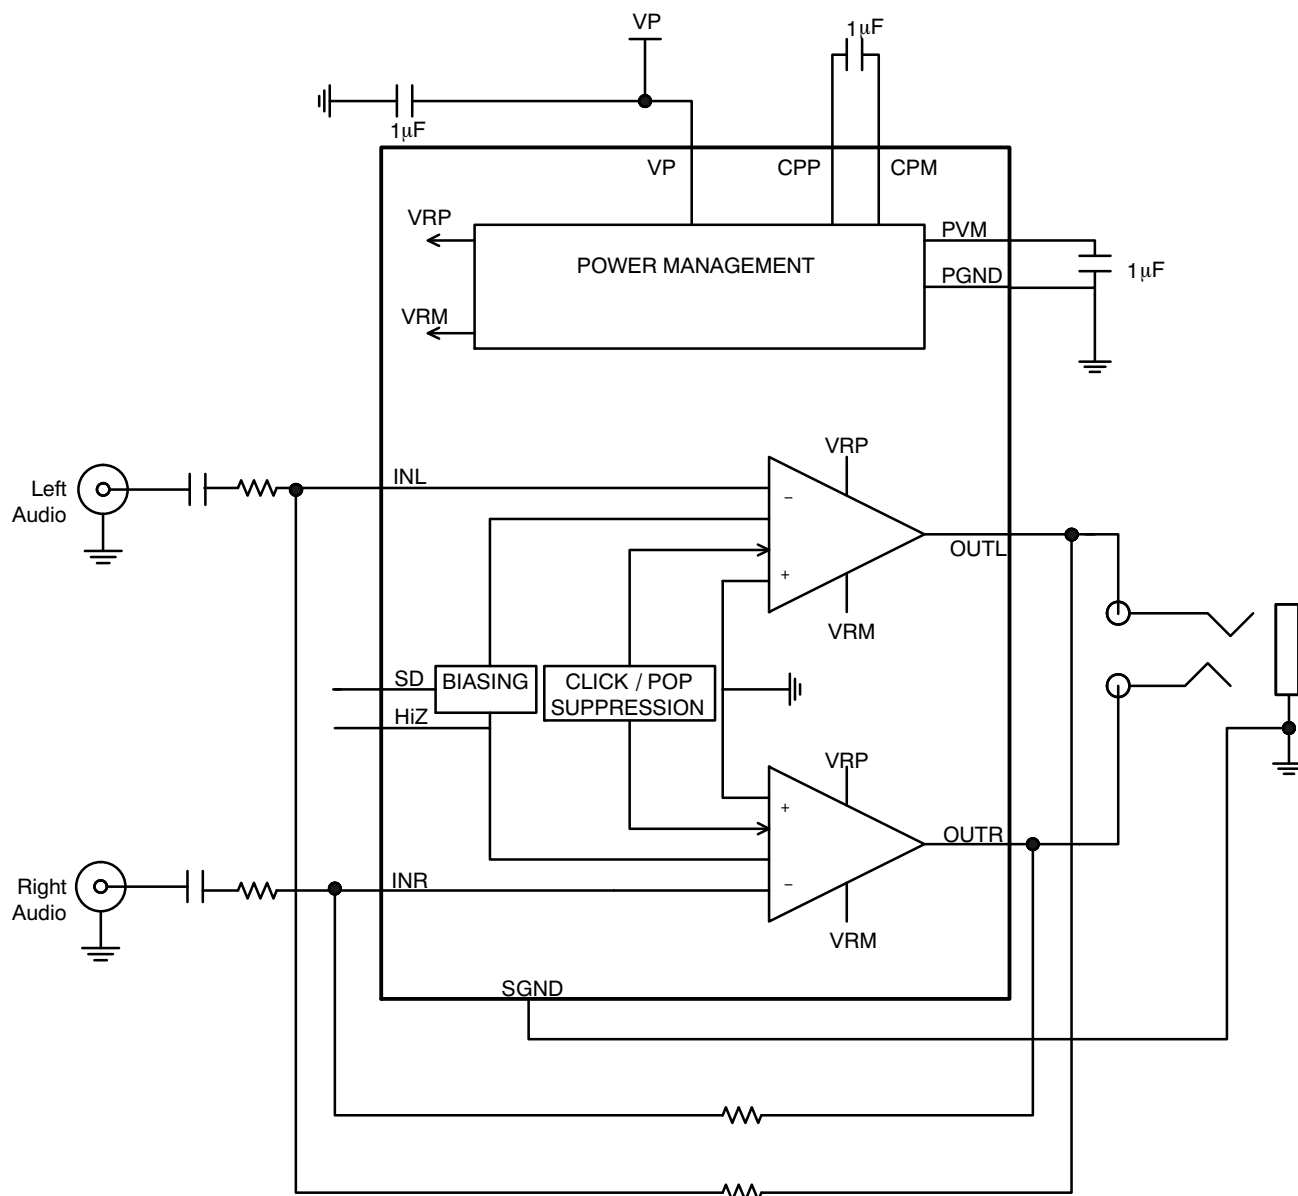 VP
1μF
1μF
VP
CPP
CPM
VRP
PVM
POWER MANAGEMENT
1μF
PGND
VRM
VRP
Left
Audio
INL
−
OUTL
+
VRM
SD
BIASING
CLICK / POP
SUPPRESSION
HiZ
VRP
+
OUTR
Right
Audio
INR
−
VRM
SGND